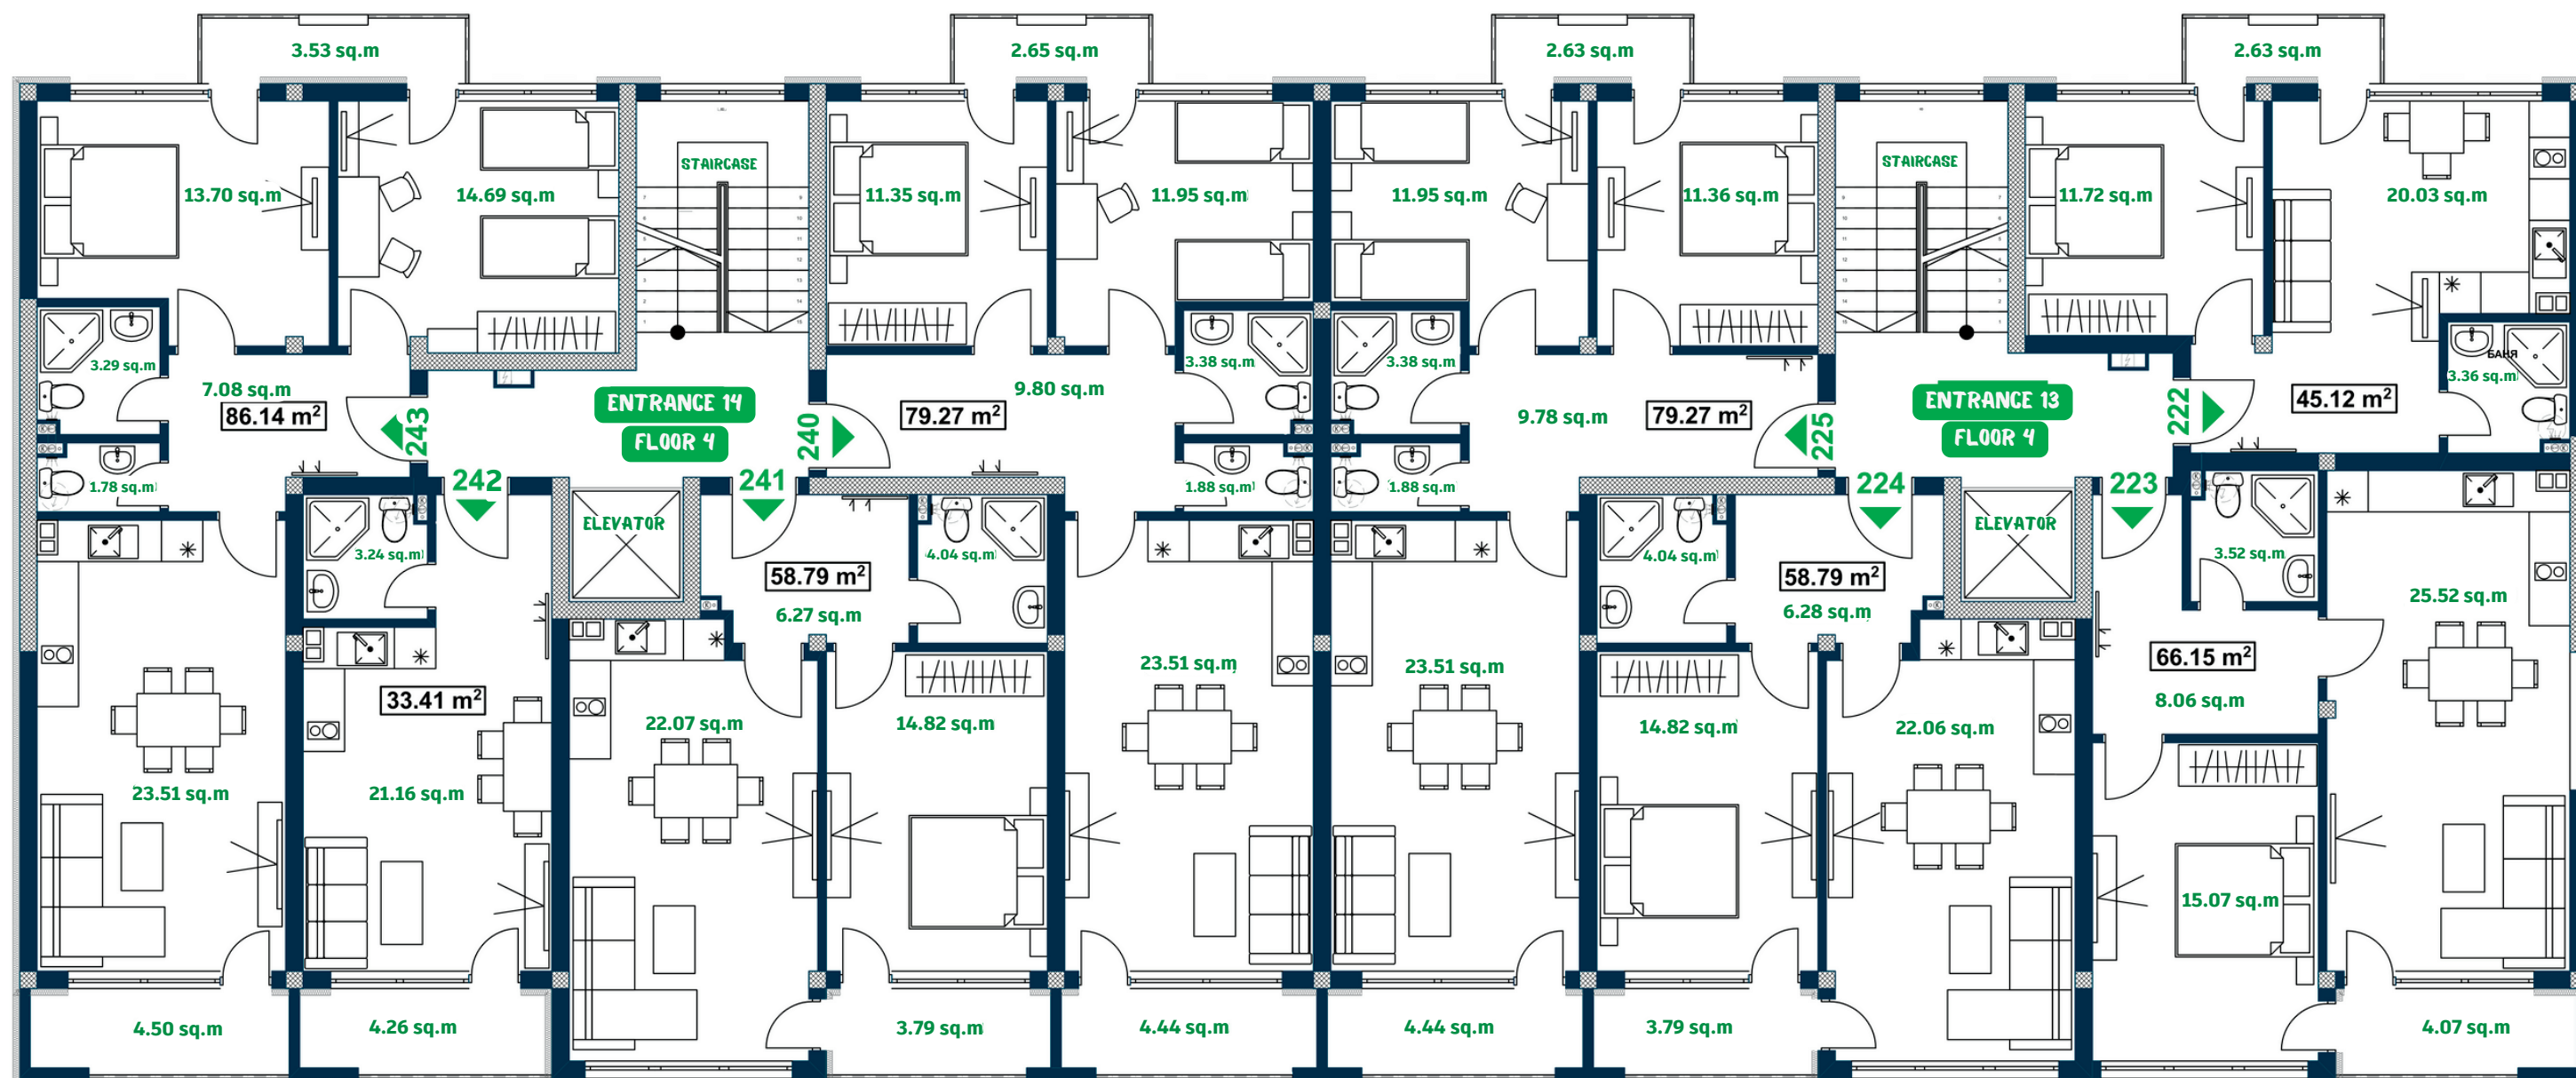 3.53 sq.m
2.65 sq.m
2.63 sq.m
2.63 sq.m
STAIRCASE
STAIRCASE
13.70 sq.m
14.69 sq.m
11.35 sq.m
11.95 sq.m
11.95 sq.m
11.36 sq.m
11.72 sq.m
20.03 sq.m
3.29 sq.m
3.38 sq.m
3.38 sq.m
БАНЯ
3.36 sq.m
7.08 sq.m
9.80 sq.m
9.78 sq.m
86.14 m²
243
ENTRANCE 14
FLOOR 4
240
79.27 m²
79.27 m²
225
ENTRANCE 13
FLOOR 4
222
45.12 m²
1.78 sq.m
242
241
1.88 sq.m
1.88 sq.m
224
223
ELEVATOR
ELEVATOR
3.24 sq.m
4.04 sq.m
4.04 sq.m
3.52 sq.m
58.79 m²
58.79 m²
6.27 sq.m
6.28 sq.m
25.52 sq.m
33.41 m²
23.51 sq.m
23.51 sq.m
66.15 m²
8.06 sq.m
22.07 sq.m
14.82 sq.m
14.82 sq.m
22.06 sq.m
23.51 sq.m
21.16 sq.m
15.07 sq.m
4.50 sq.m
4.26 sq.m
3.79 sq.m
4.44 sq.m
4.44 sq.m
3.79 sq.m
4.07 sq.m